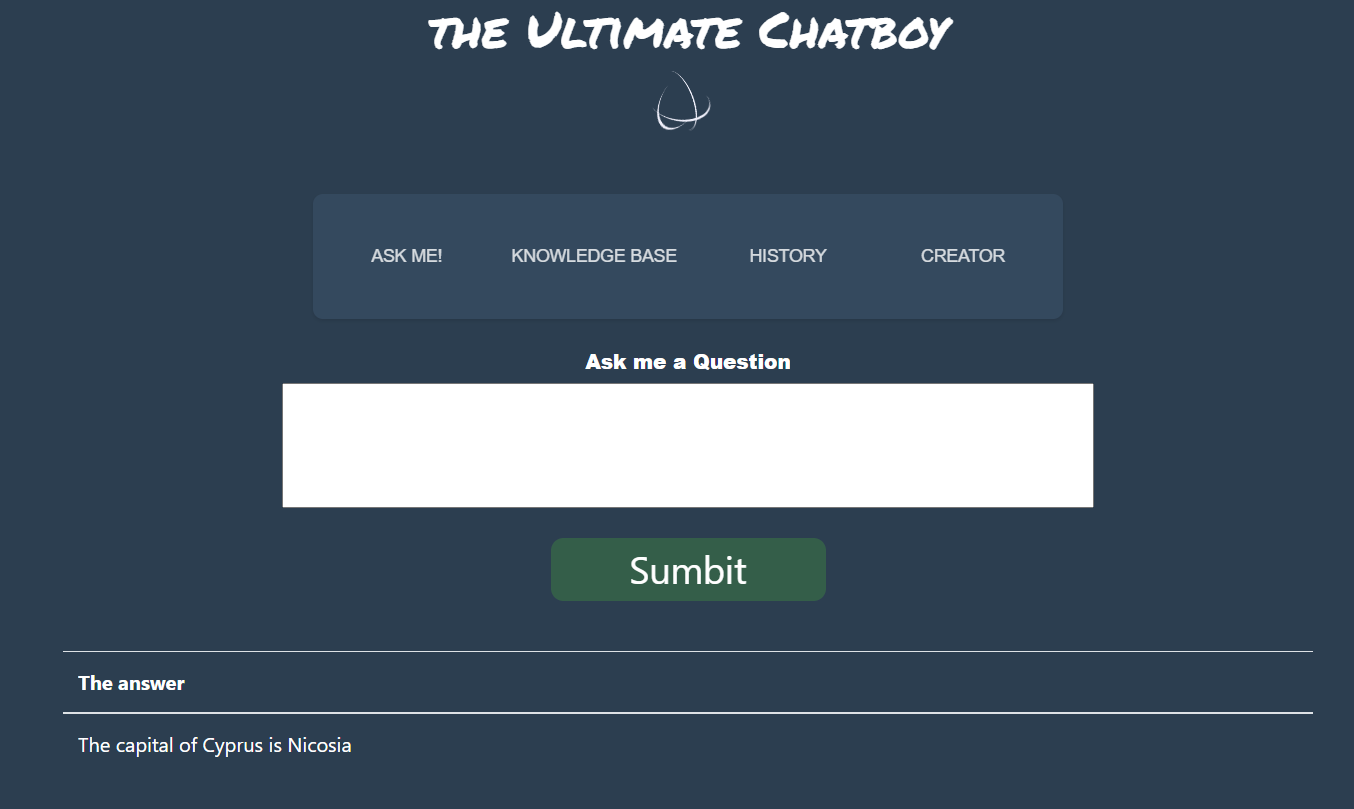 the Ultimate Chatboy
ASK ME! KNOWLEDGE BASE HISTORY CREATOR
Ask me a Question
Sumbit
The answer
The capital of Cyprus is Nicosia